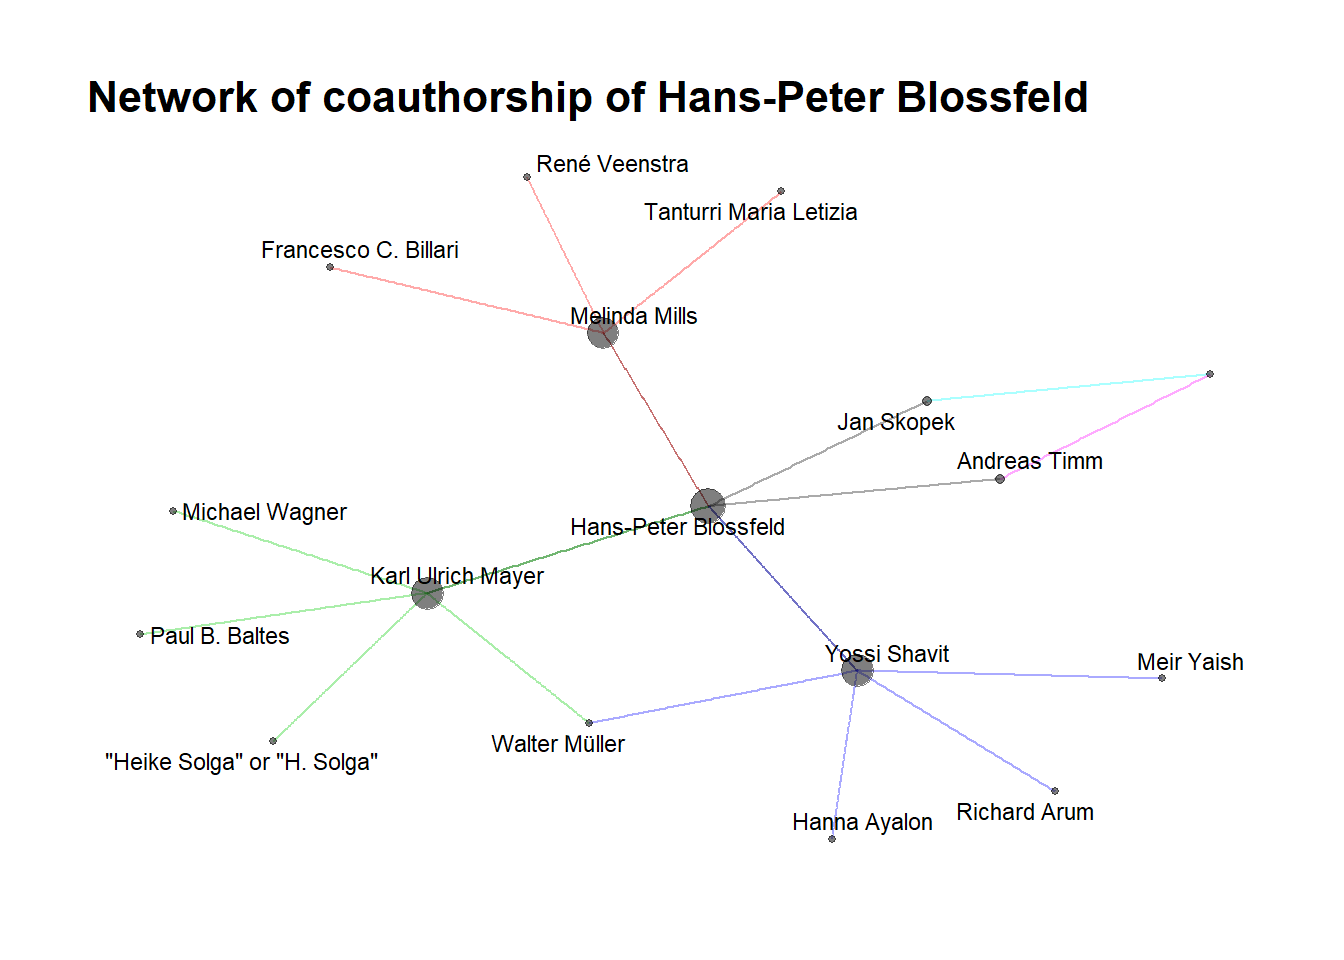 Network of coauthorship of Hans-Peter Blossfeld
René Veenstra
Tanturri Maria Letizia
Francesco C. Billari
Melinda Mills
Jan Skopek
Andreas Timm
Michael Wagner
Hans-Peter Blossfeld
Karl Ulrich Mayer
Paul B. Baltes
Yossi Shavit
Meir Yaish
Walter Müller
"Heike Solga" or "H. Solga"
Richard Arum
Hanna Ayalon